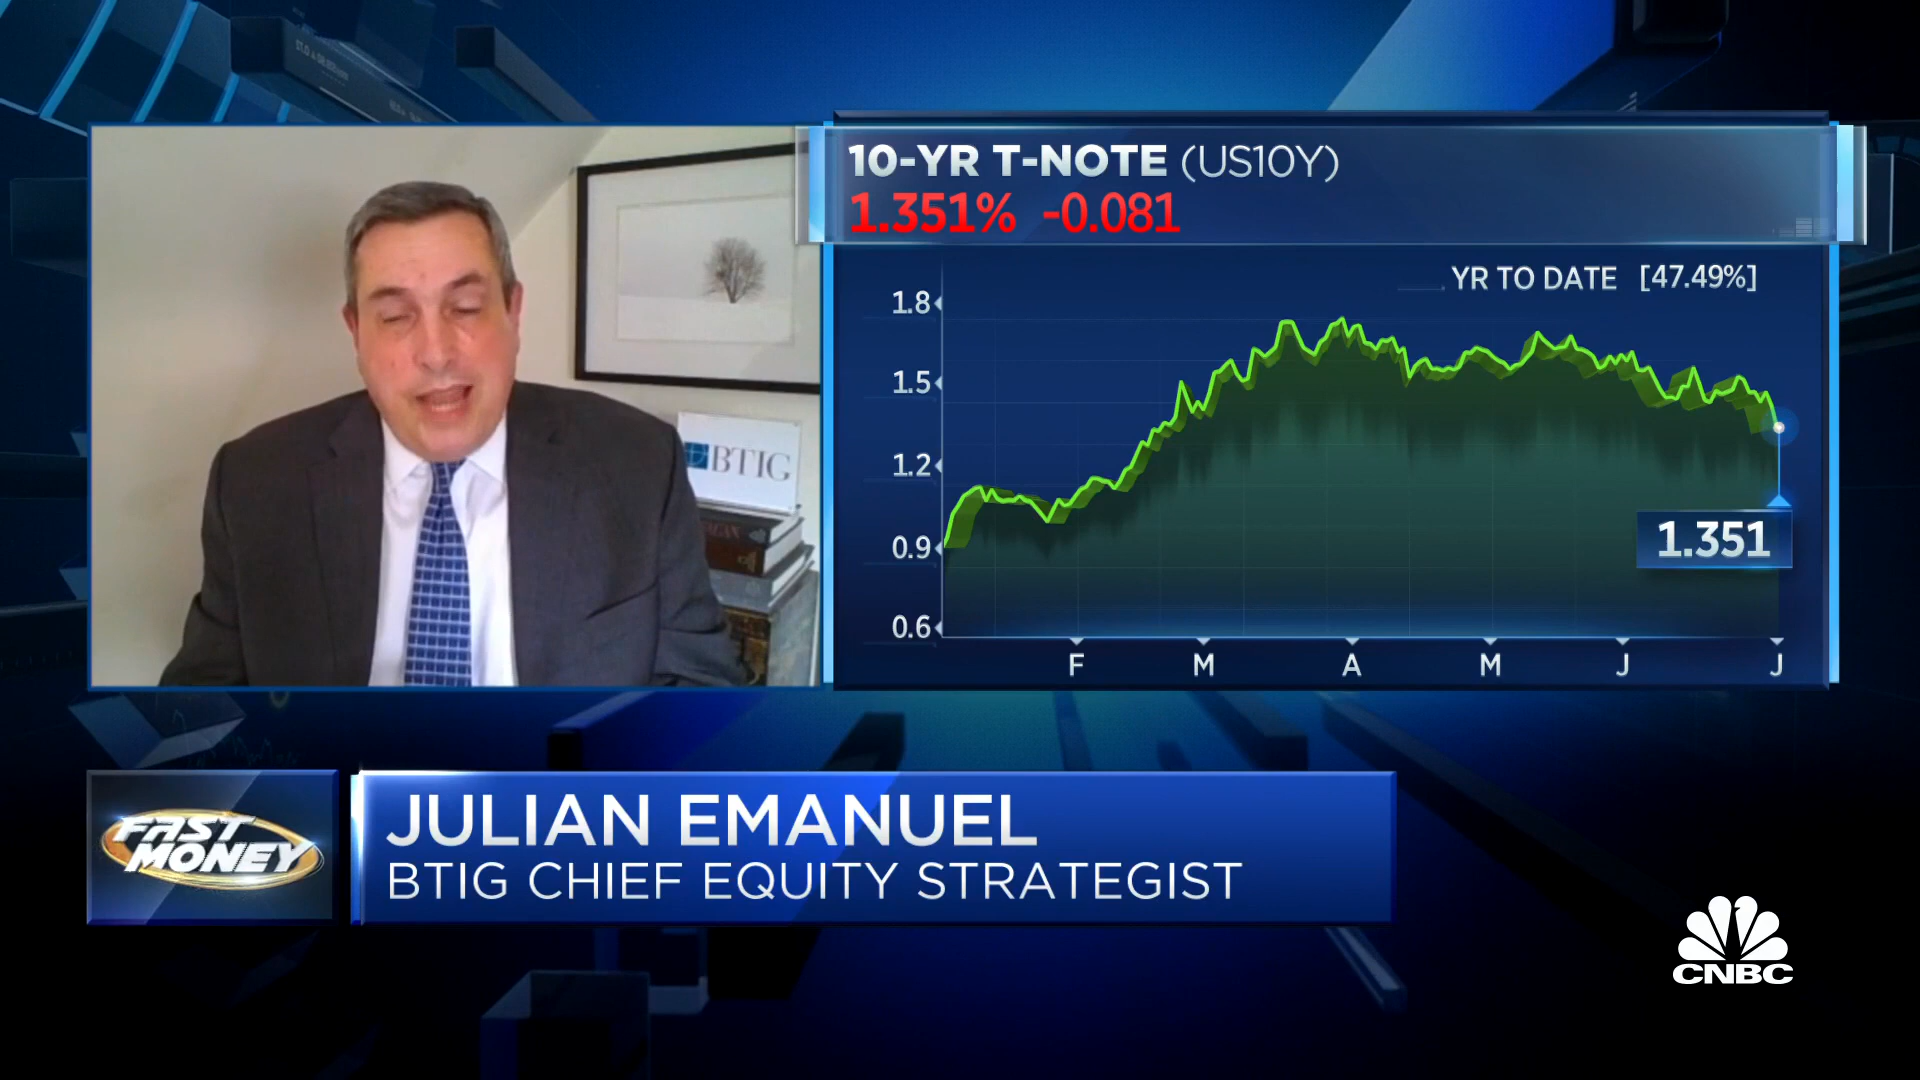 10-YR T-NOTE (US10Y)
1.351% -0.081
YR TO DATE [47.49%]
1.8
1.5
1.2
0.9
0.6
F M A M J J
1.351
BTIG
FAST
MONEY
JULIAN EMANUEL
BTIG CHIEF EQUITY STRATEGIST
CNBC